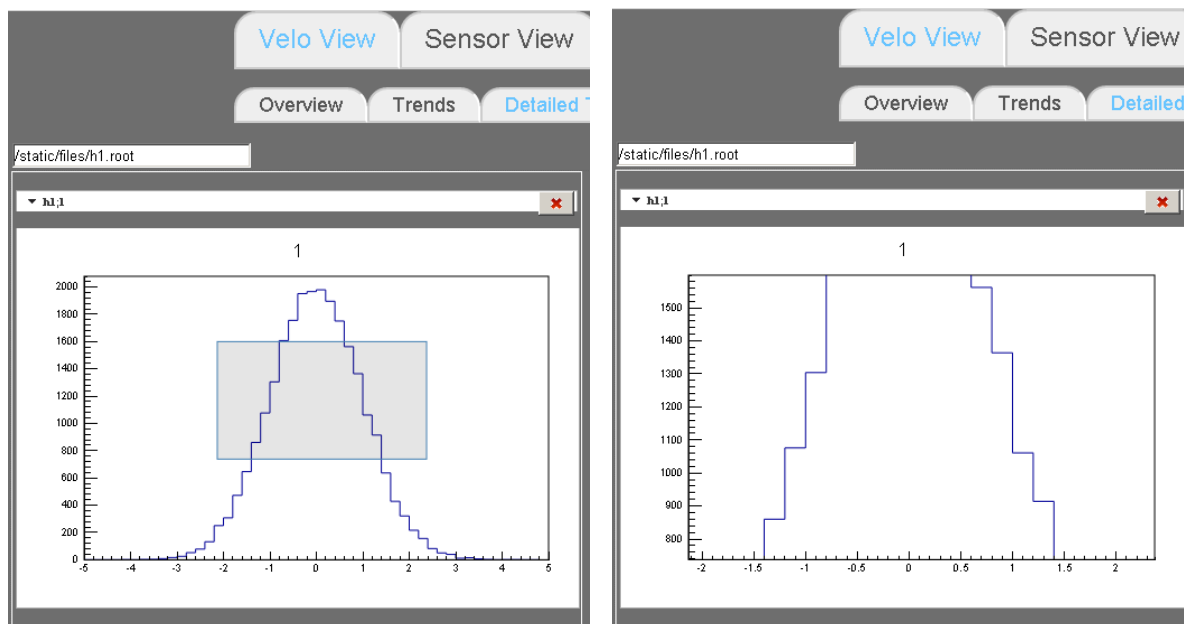 Velo View Sensor View
Overview Trends Detailed T
/static/files/h1.root
h1;1
1
2000
1800
1600
1400
1200
1000
800
600
400
200
0
-5 -4 -3 -2 -1 0 1 2 3 4 5
Velo View Sensor View
Overview Trends Detailed
/static/files/h1.root
h1;1
1
1500
1400
1300
1200
1100
1000
900
800
-2 -1.5 -1 -0.5 0 0.5 1 1.5 2